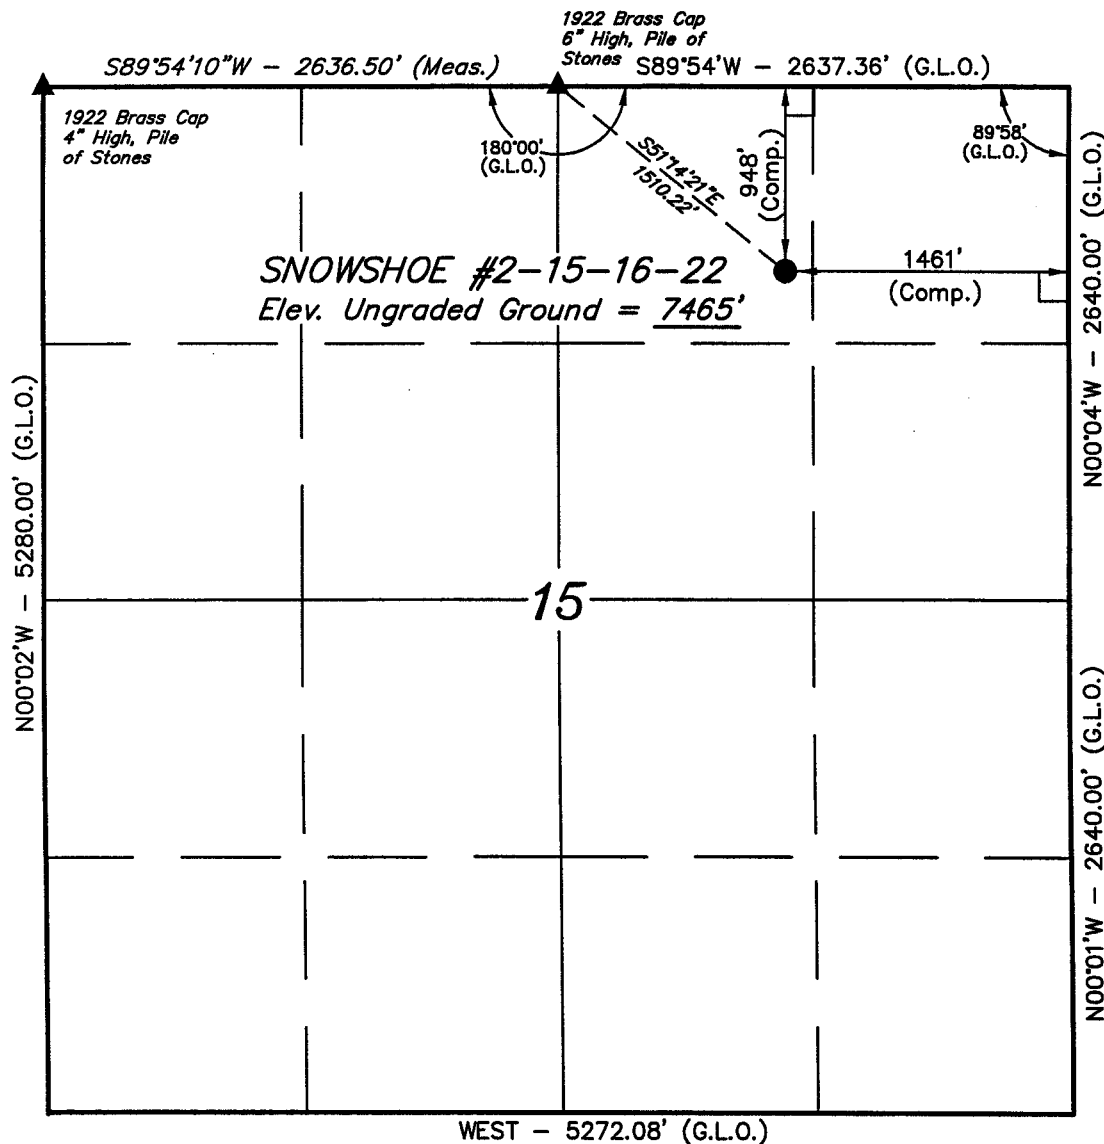 1922 Brass Cap
6" High, Pile of
Stones
S89°54'10"W - 2636.50' (Meas.)
S89°54'W - 2637.36' (G.L.O.)
1922 Brass Cap
4" High, Pile
of Stones
180°00'
(G.L.O.)
S51°14'21"E
1510.22'
948'
(Comp.)
89°58'
(G.L.O.)
N00°04'W - 2640.00' (G.L.O.)
SNOWSHOE #2-15-16-22
Elev. Ungraded Ground = 7465'
1461'
(Comp.)
N00°02'W - 5280.00' (G.L.O.)
15
N00°01'W - 2640.00' (G.L.O.)
WEST - 5272.08' (G.L.O.)